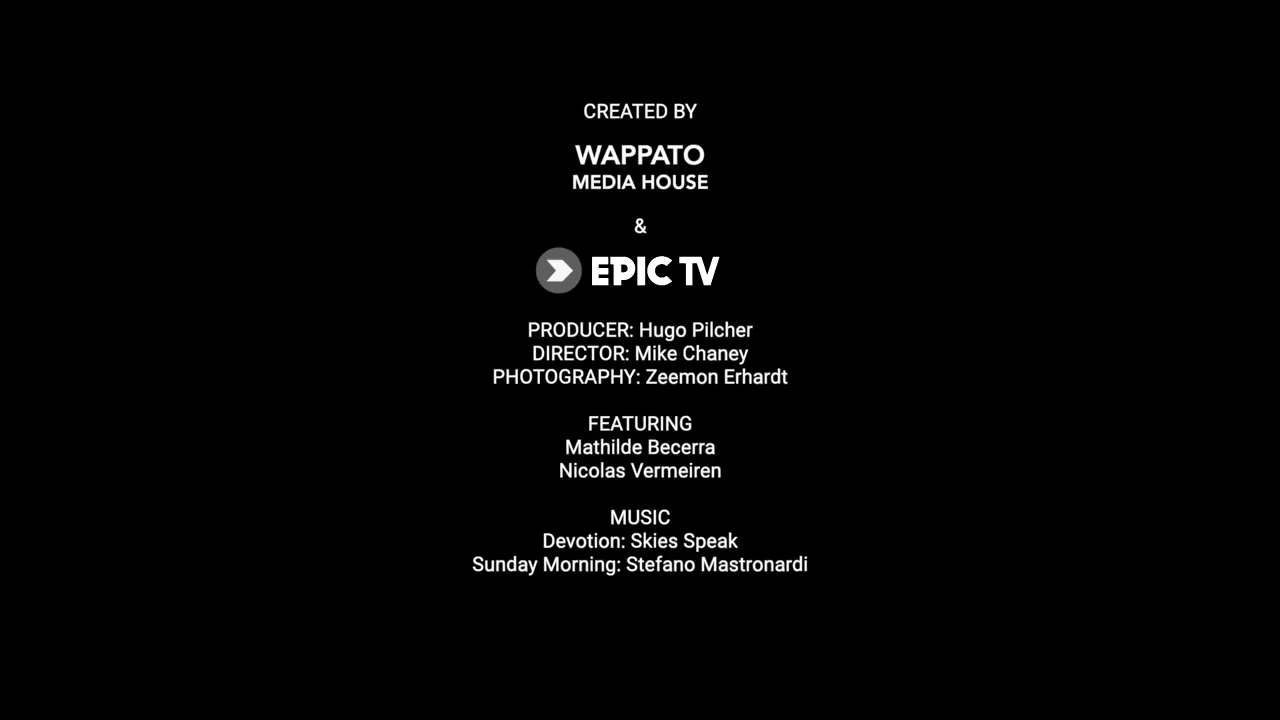 CREATED BY
WAPPATO
MEDIA HOUSE
&
EPIC TV
PRODUCER: Hugo Pilcher
DIRECTOR: Mike Chaney
PHOTOGRAPHY: Zeemon Erhardt
FEATURING
Mathilde Becerra
Nicolas Vermeiren
MUSIC
Devotion: Skies Speak
Sunday Morning: Stefano Mastronardi